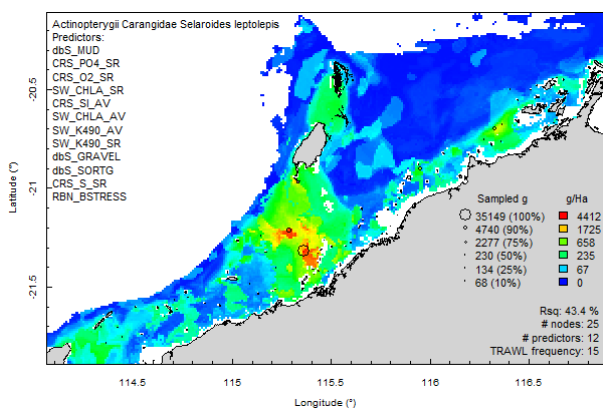 Actinopterygii Carangidae Selaroides leptolepis
Predictors:
dbS_MUD
CRS_PO4_SR
CRS_O2_SR
SW_CHLA_SR
CRS_SI_AV
SW_CHLA_AV
SW_K490_AV
SW_K490_SR
dbS_GRAVEL
dbS_SORTG
CRS_S_SR
RBN_BSTRESS
-20.5
-21
-21.5
Latitude (°)
Sampled g g/Ha
35149 (100%) 4412
4740 (90%) 1725
2277 (75%) 658
230 (50%) 235
134 (25%) 67
68 (10%) 0
Rsq: 43.4 %
# nodes: 25
# predictors: 12
TRAWL frequency: 15
114.5 115 115.5 116 116.5
Longitude (°)